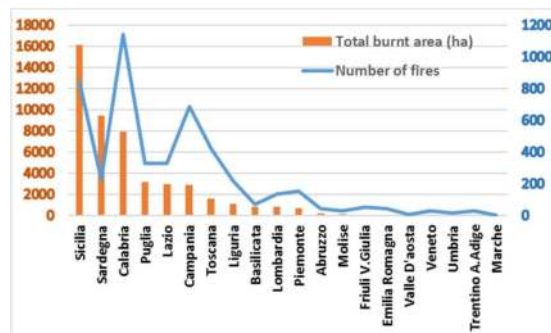 18000
16000
14000
12000
10000
8000
6000
4000
2000
0
1200
1000
800
600
400
200
0
Total burnt area (ha)
Number of fires
Sicilia
Sardegna
Calabria
Puglia
Lazio
Campania
Toscana
Liguria
Basilicata
Lombardia
Piemonte
Abruzzo
Molise
Friuli V.Giulia
Emilia Romagna
Valle D'aosta
Veneto
Umbria
Trentino A.Adige
Marche